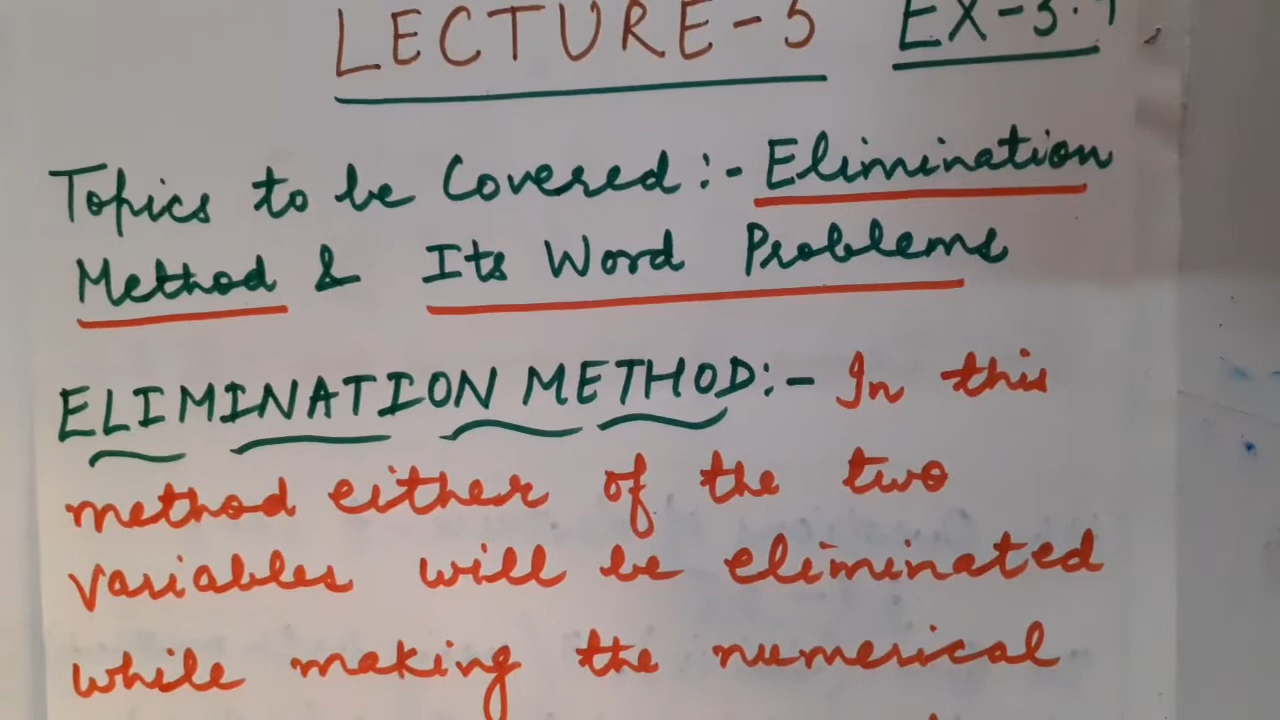 LECTURE-5 EX-3.4
Topics to be Covered:- Elimination
Method & Its Word Problems
ELIMINATION METHOD:- In this
method either of the two
variables will be eliminated
while making the numerical